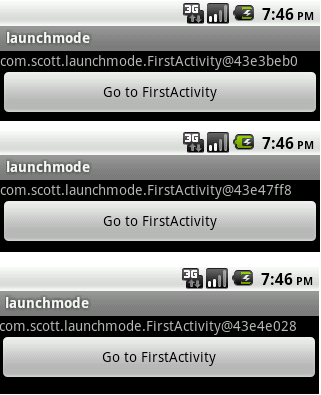 3G 7:46 PM
launchmode
com.scott.launchmode.FirstActivity@43e3beb0
Go to FirstActivity
3G 7:46 PM
launchmode
com.scott.launchmode.FirstActivity@43e47ff8
Go to FirstActivity
3G 7:46 PM
launchmode
com.scott.launchmode.FirstActivity@43e4e028
Go to FirstActivity